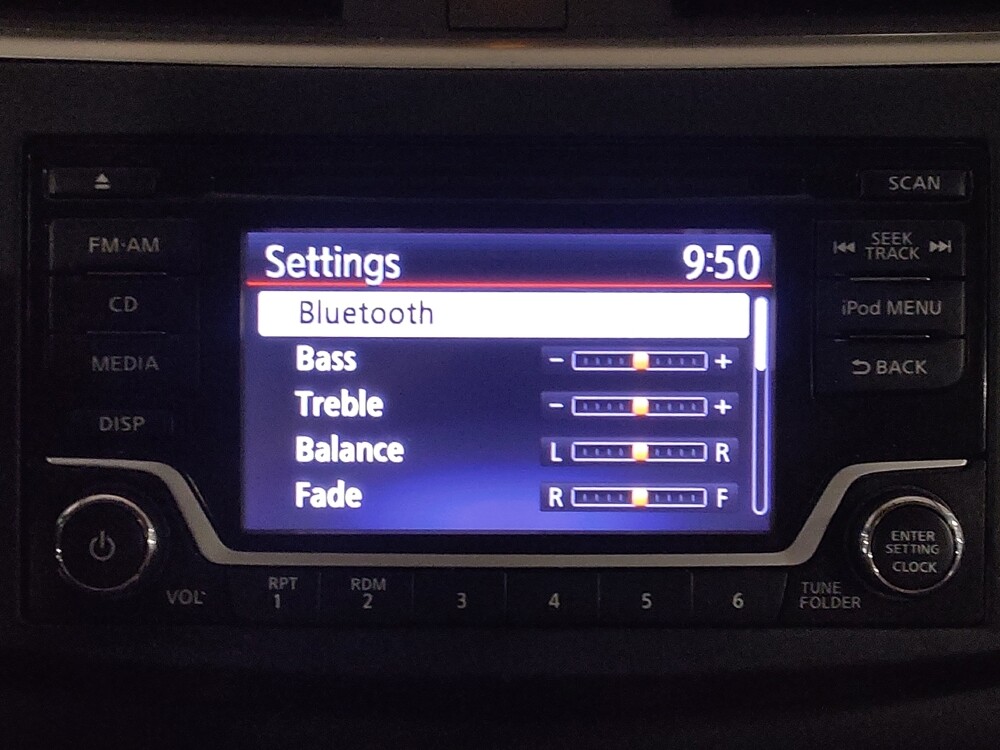 SCAN
FM·AM
SEEK
TRACK
Settings 9:50
CD
Bluetooth
iPod MENU
MEDIA
Bass - +
BACK
Treble - +
DISP
Balance L R
Fade R F
ENTER
SETTING
CLOCK
VOL
RPT
1
RDM
2
3
4
5
6
TUNE
FOLDER